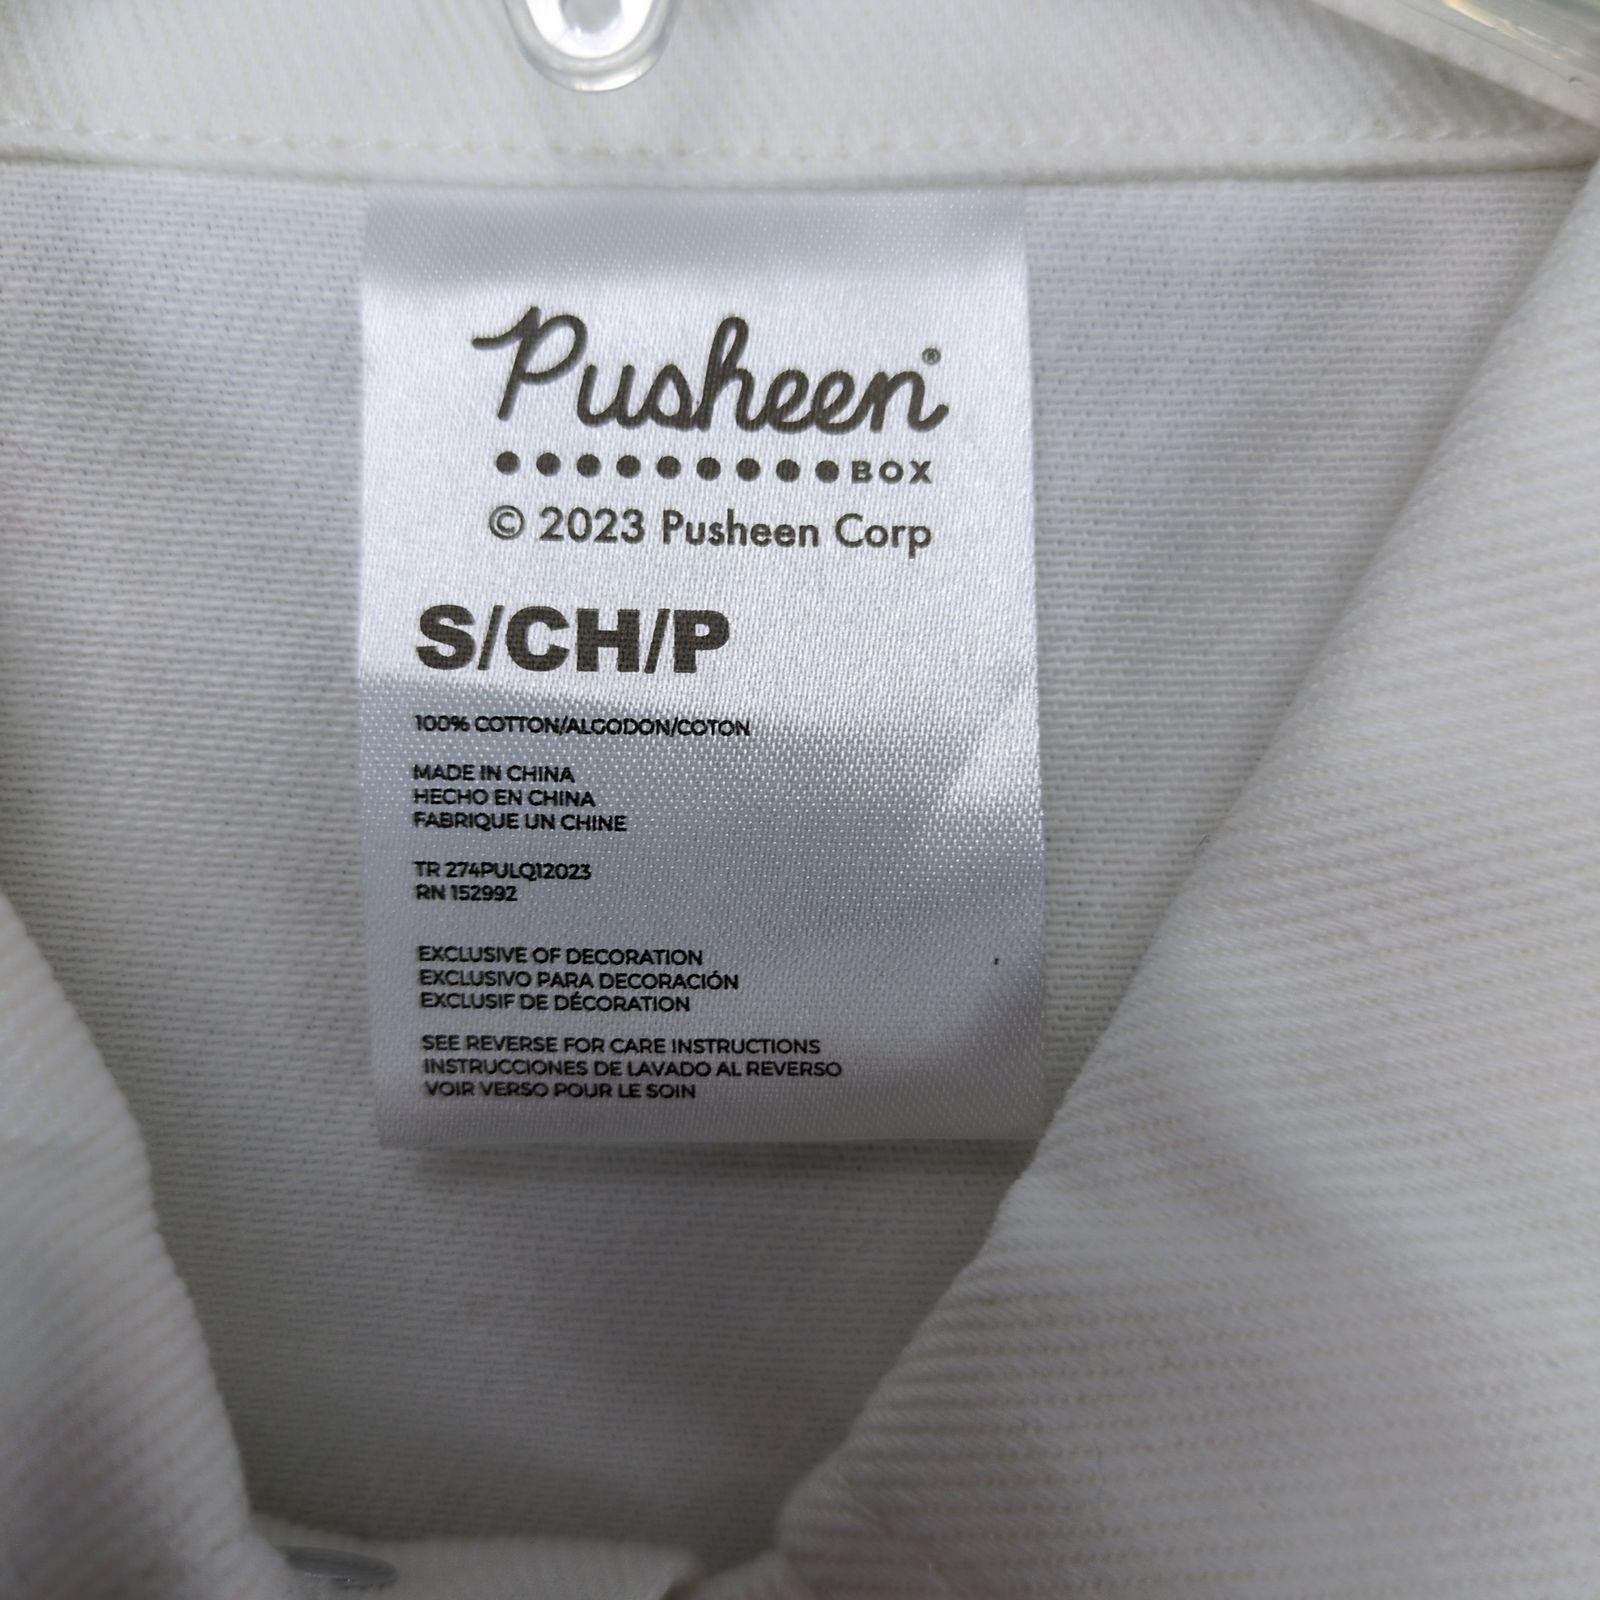 Pusheen®
•••••••••BOX
© 2023 Pusheen Corp
S/CH/P
100% COTTON/ALGODON/COTON
MADE IN CHINA
HECHO EN CHINA
FABRIQUE UN CHINE
TR 274PULQ12023
RN 152992
EXCLUSIVE OF DECORATION
EXCLUSIVO PARA DECORACIÓN
EXCLUSIF DE DÉCORATION
SEE REVERSE FOR CARE INSTRUCTIONS
INSTRUCCIONES DE LAVADO AL REVERSO
VOIR VERSO POUR LE SOIN